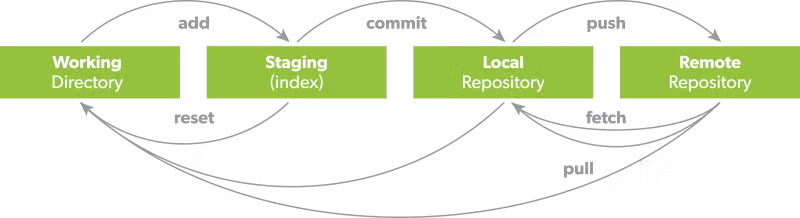 add
commit
push
Working
Directory
Staging
(index)
Local
Repository
Remote
Repository
reset
fetch
pull